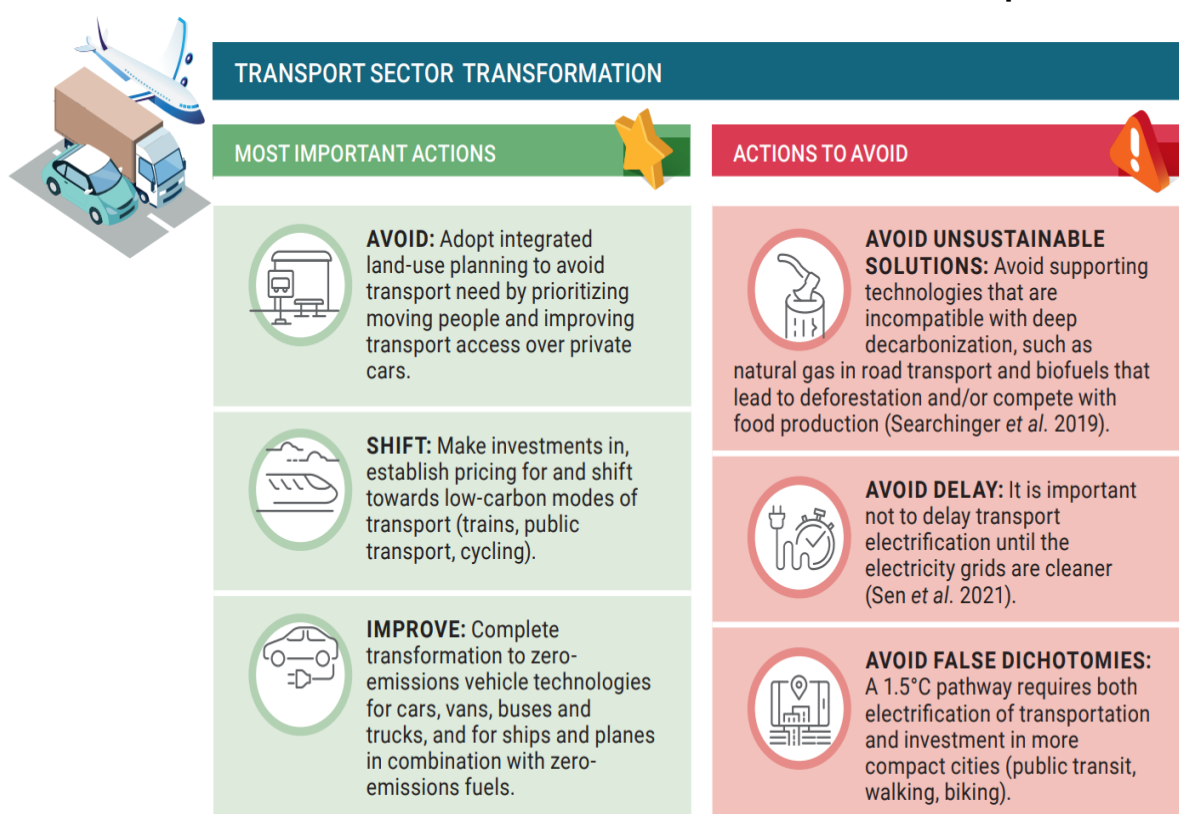 TRANSPORT SECTOR TRANSFORMATION
MOST IMPORTANT ACTIONS
AVOID: Adopt integrated
land-use planning to avoid
transport need by prioritizing
moving people and improving
transport access over private
cars.
SHIFT: Make investments in,
establish pricing for and shift
towards low-carbon modes of
transport (trains, public
transport, cycling).
IMPROVE: Complete
transformation to zero-
emissions vehicle technologies
for cars, vans, buses and
trucks, and for ships and planes
in combination with zero-
emissions fuels.
ACTIONS TO AVOID
AVOID UNSUSTAINABLE
SOLUTIONS: Avoid supporting
technologies that are
incompatible with deep
decarbonization, such as
natural gas in road transport and biofuels that
lead to deforestation and/or compete with
food production (Searchinger et al. 2019).
AVOID DELAY: It is important
not to delay transport
electrification until the
electricity grids are cleaner
(Sen et al. 2021).
AVOID FALSE DICHOTOMIES:
A 1.5°C pathway requires both
electrification of transportation
and investment in more
compact cities (public transit,
walking, biking).